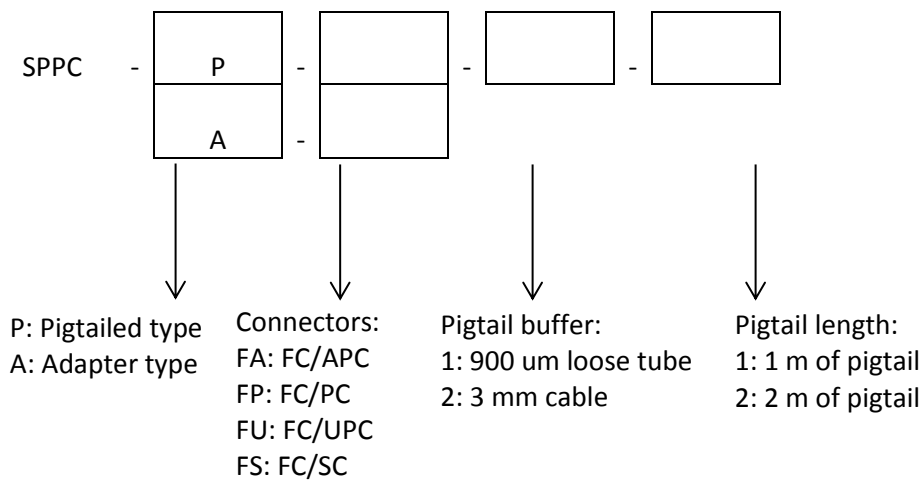 SPPC - P - - -
A -
P: Pigtailed type
A: Adapter type
Connectors:
FA: FC/APC
FP: FC/PC
FU: FC/UPC
FS: FC/SC
Pigtail buffer:
1: 900 um loose tube
2: 3 mm cable
Pigtail length:
1: 1 m of pigtail
2: 2 m of pigtail